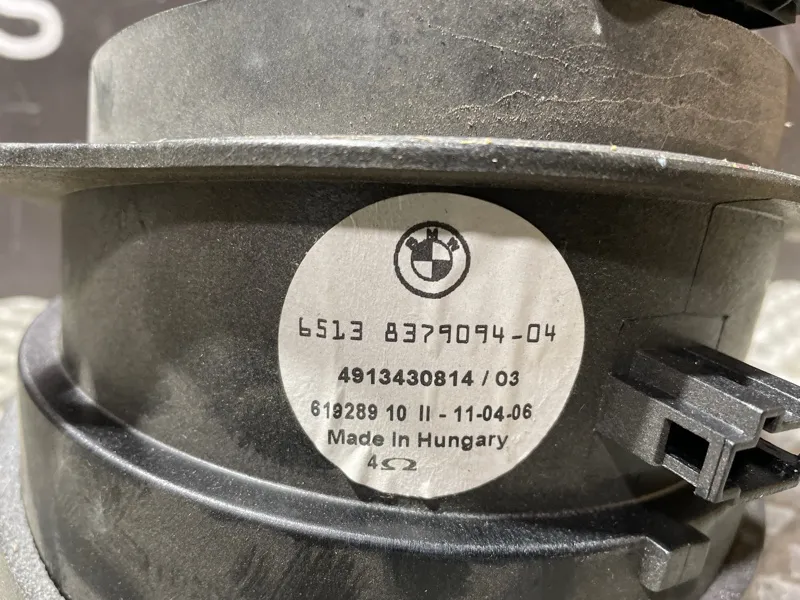 S
BMW
6513 8379094-04
4913430814 / 03
619289 10 II - 11-04-06
Made In Hungary
4Ω